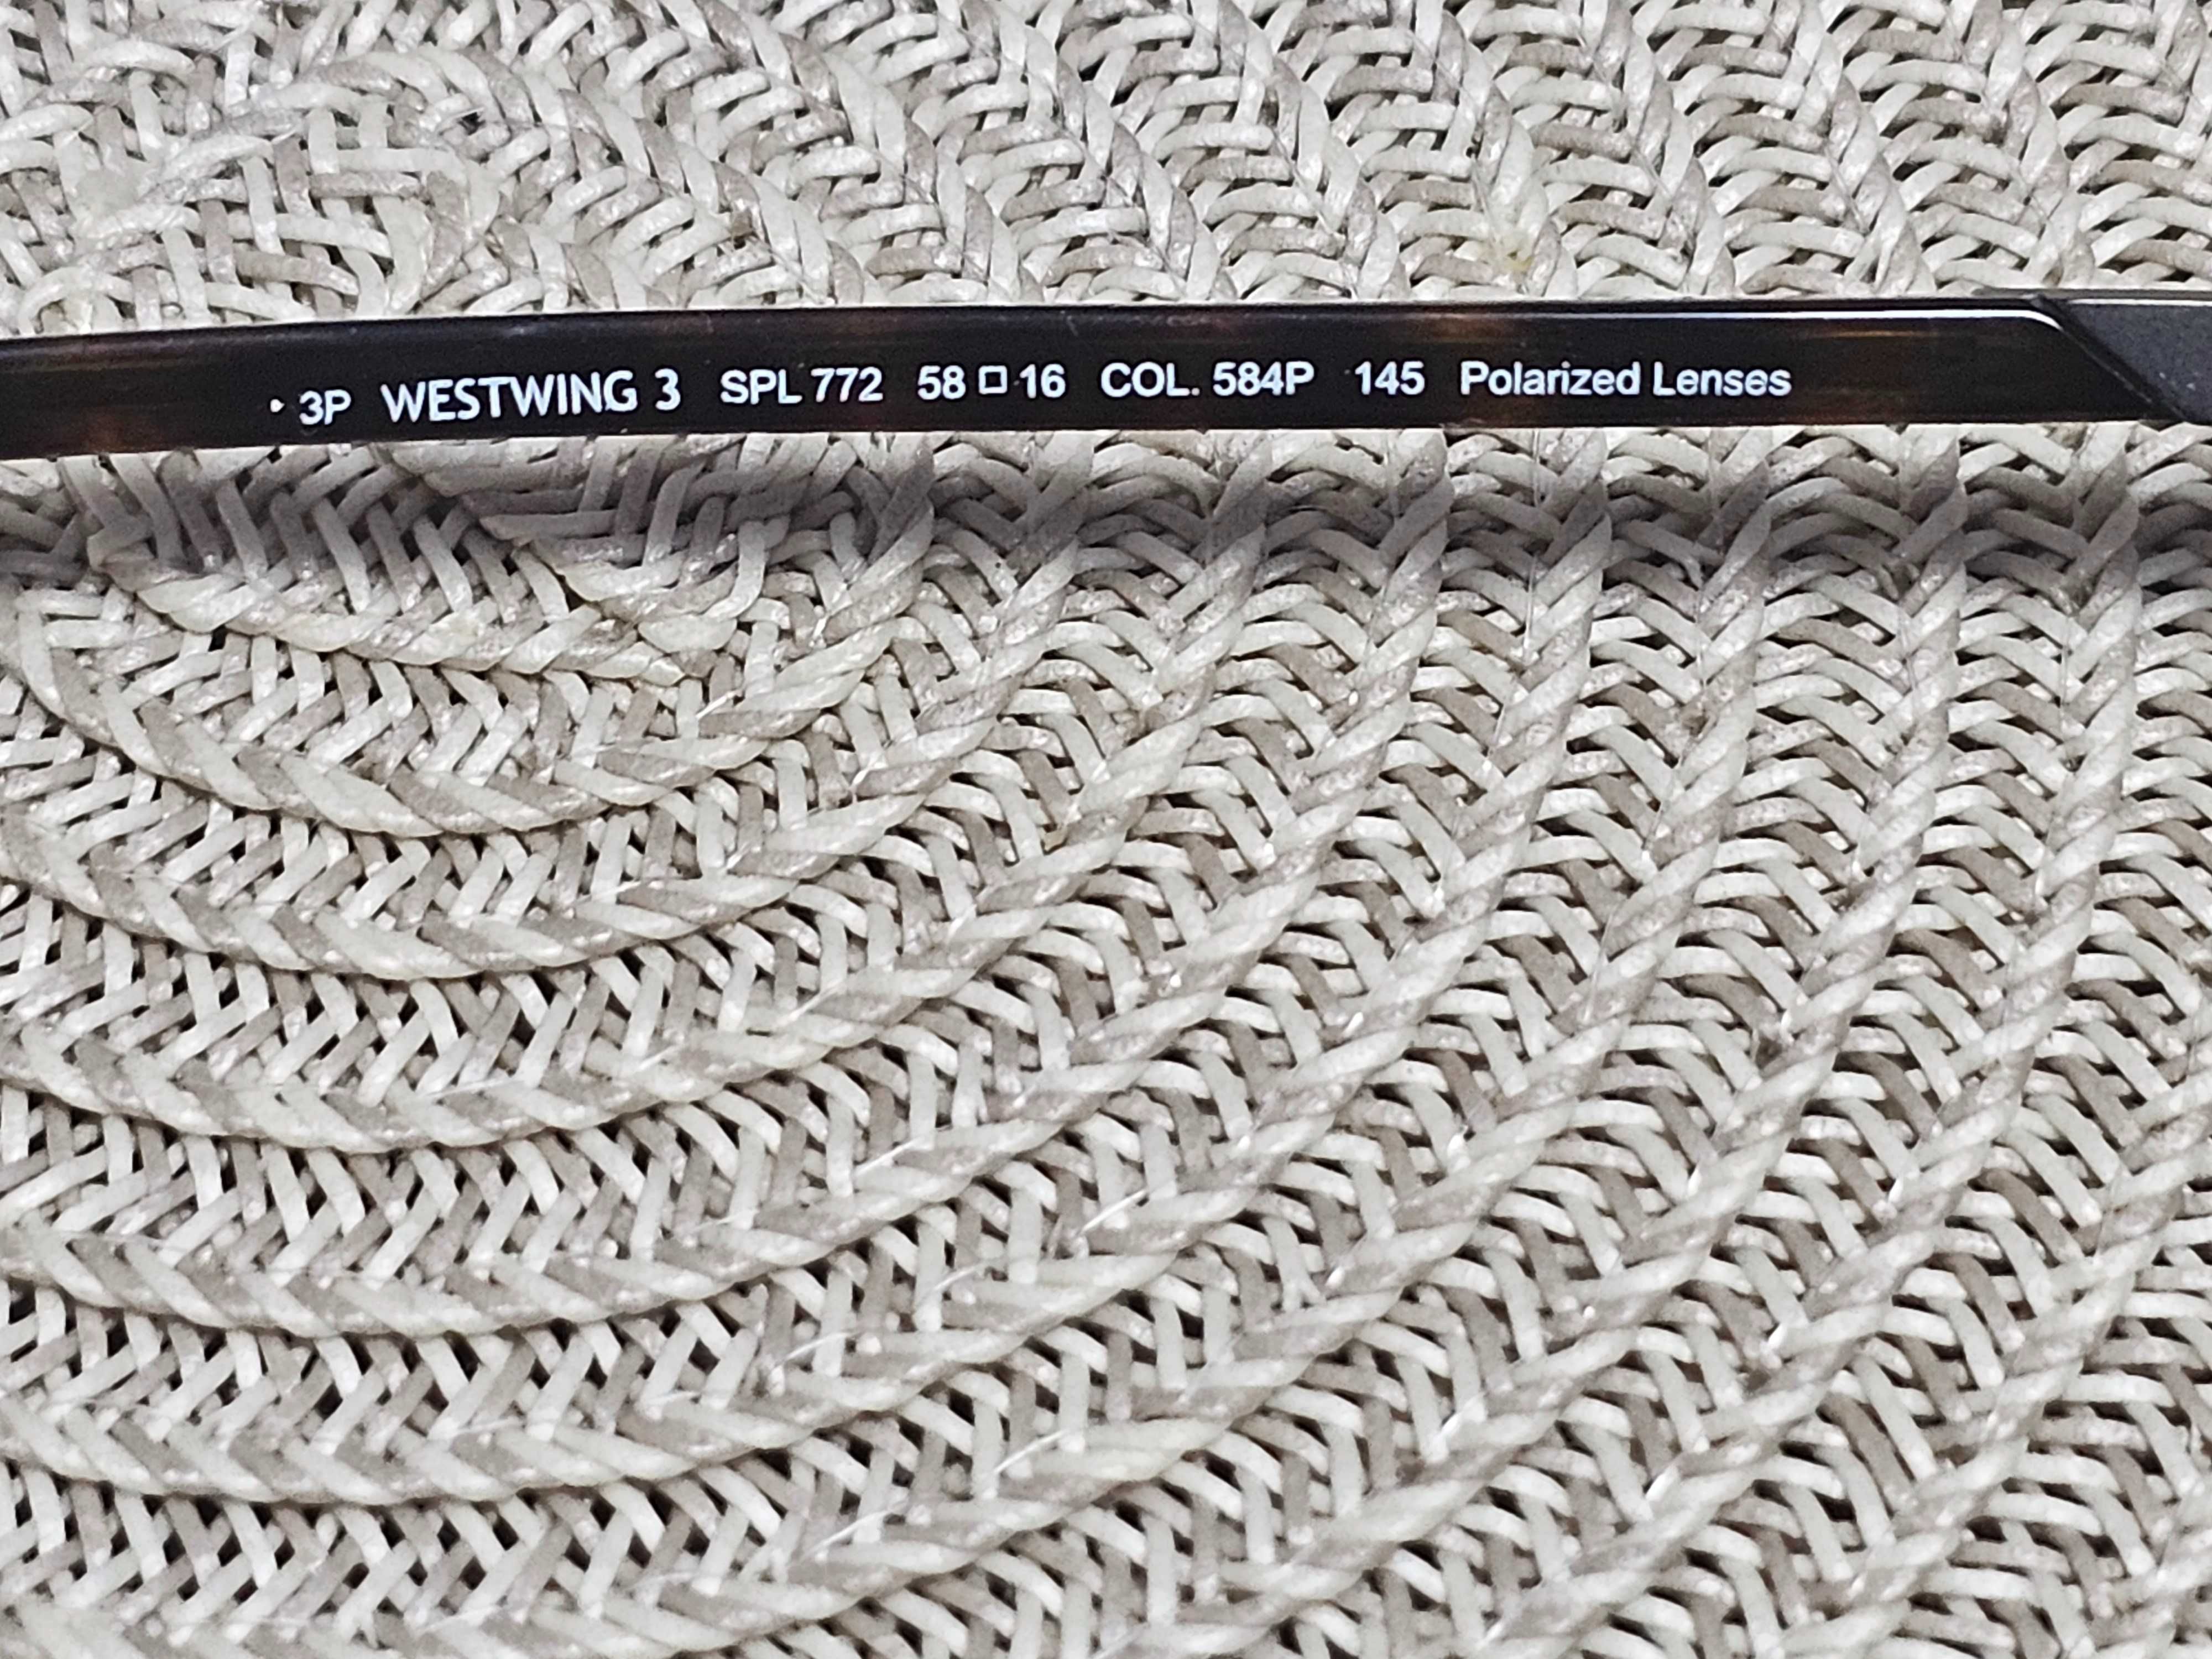 3P WESTWING 3 SPL 772 58 □ 16 COL. 584P 145 Polarized Lenses